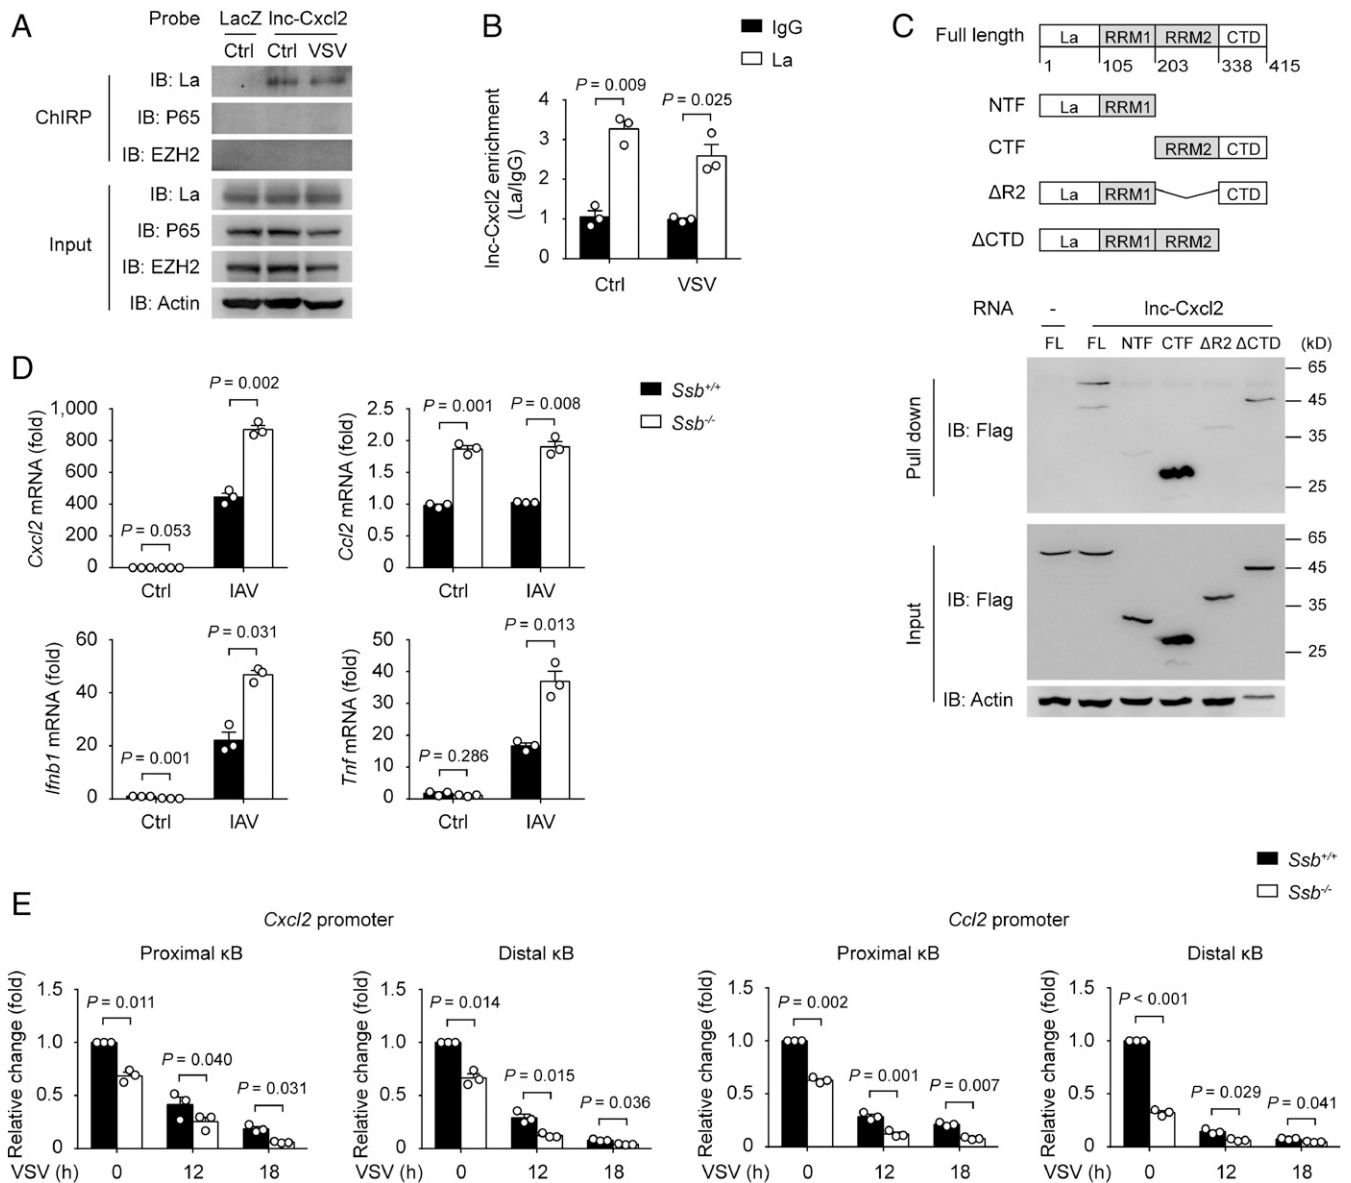 A
Probe LacZ lnc-Cxcl2
Ctrl Ctrl VSV
ChIRP
IB: La
IB: P65
IB: EZH2
Input
IB: La
IB: P65
IB: EZH2
IB: Actin
B
IgG
La
lnc-Cxcl2 enrichment
(La/IgG)
P = 0.009
P = 0.025
4
3
2
1
0
Ctrl VSV
C
Full length La RRM1 RRM2 CTD
1 105 203 338 415
NTF La RRM1
CTF RRM2 CTD
ΔR2 La RRM1 CTD
ΔCTD La RRM1 RRM2
RNA - lnc-Cxcl2
FL FL NTF CTF ΔR2 ΔCTD (kD)
Pull down
IB: Flag
65
45
35
25
Input
IB: Flag
65
45
35
25
IB: Actin
D
Ssb+/+
Ssb-/-
Cxcl2 mRNA (fold)
P = 0.002
P = 0.053
1,000
800
600
400
200
0
Ctrl IAV
Ccl2 mRNA (fold)
P = 0.001
P = 0.008
2.5
2.0
1.5
1.0
0.5
0
Ctrl IAV
Ifnb1 mRNA (fold)
P = 0.031
P = 0.001
60
40
20
0
Ctrl IAV
Tnf mRNA (fold)
P = 0.013
P = 0.286
50
40
30
20
10
0
Ctrl IAV
E
Ssb+/+
Ssb-/-
Cxcl2 promoter
Proximal κB
Relative change (fold)
1.5
1.0
0.5
0
P = 0.011
P = 0.040
P = 0.031
VSV (h) 0 12 18
Distal κB
Relative change (fold)
1.5
1.0
0.5
0
P = 0.014
P = 0.015
P = 0.036
VSV (h) 0 12 18
Ccl2 promoter
Proximal κB
Relative change (fold)
1.5
1.0
0.5
0
P = 0.002
P = 0.001
P = 0.007
VSV (h) 0 12 18
Distal κB
Relative change (fold)
1.5
1.0
0.5
0
P < 0.001
P = 0.029
P = 0.041
VSV (h) 0 12 18